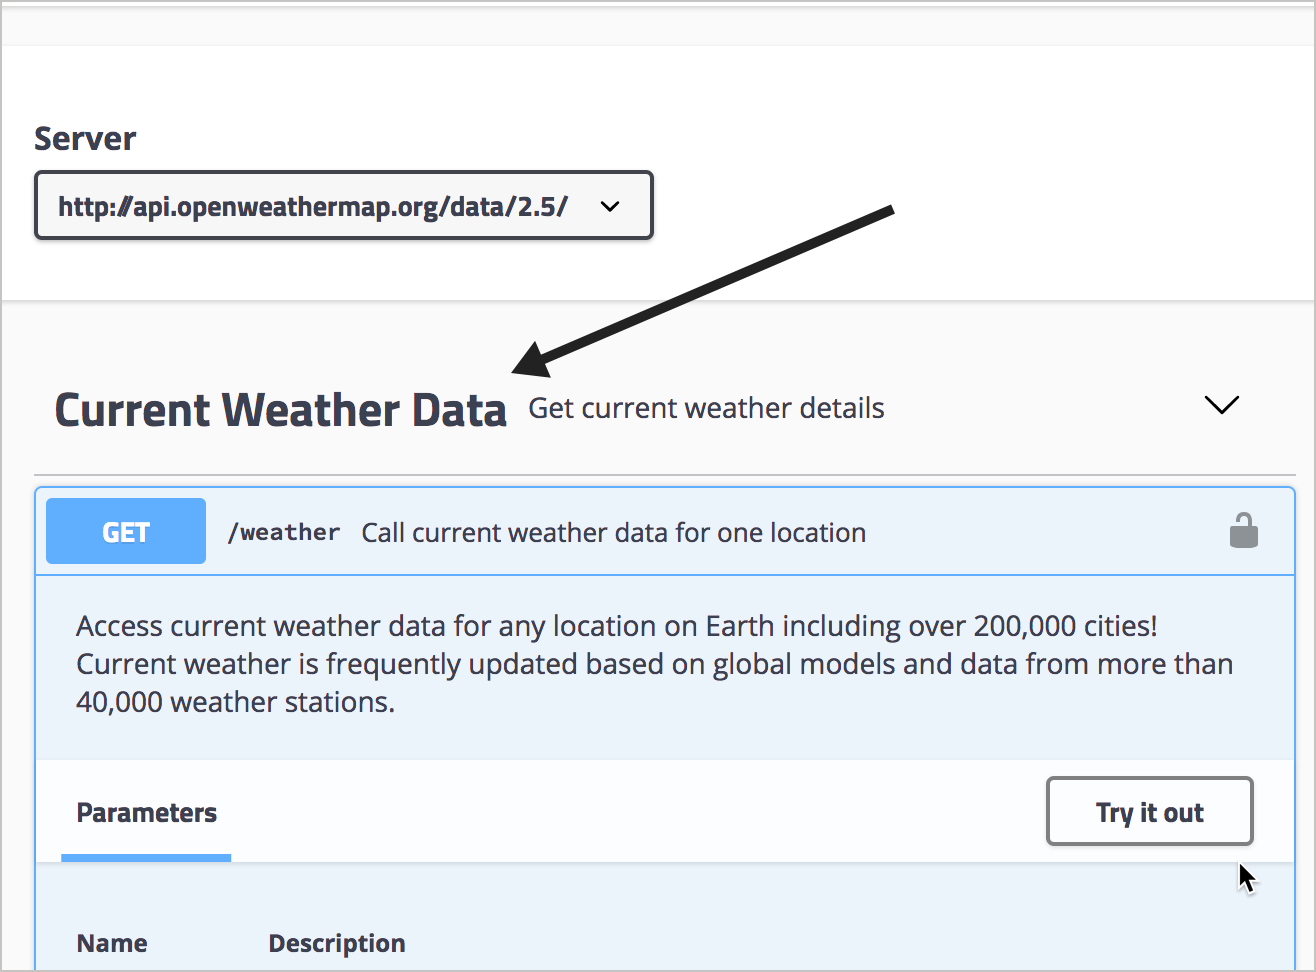 Server
http://api.openweathermap.org/data/2.5/
Current Weather Data Get current weather details
GET /weather Call current weather data for one location
Access current weather data for any location on Earth including over 200,000 cities!
Current weather is frequently updated based on global models and data from more than
40,000 weather stations.
Parameters Try it out
Name Description